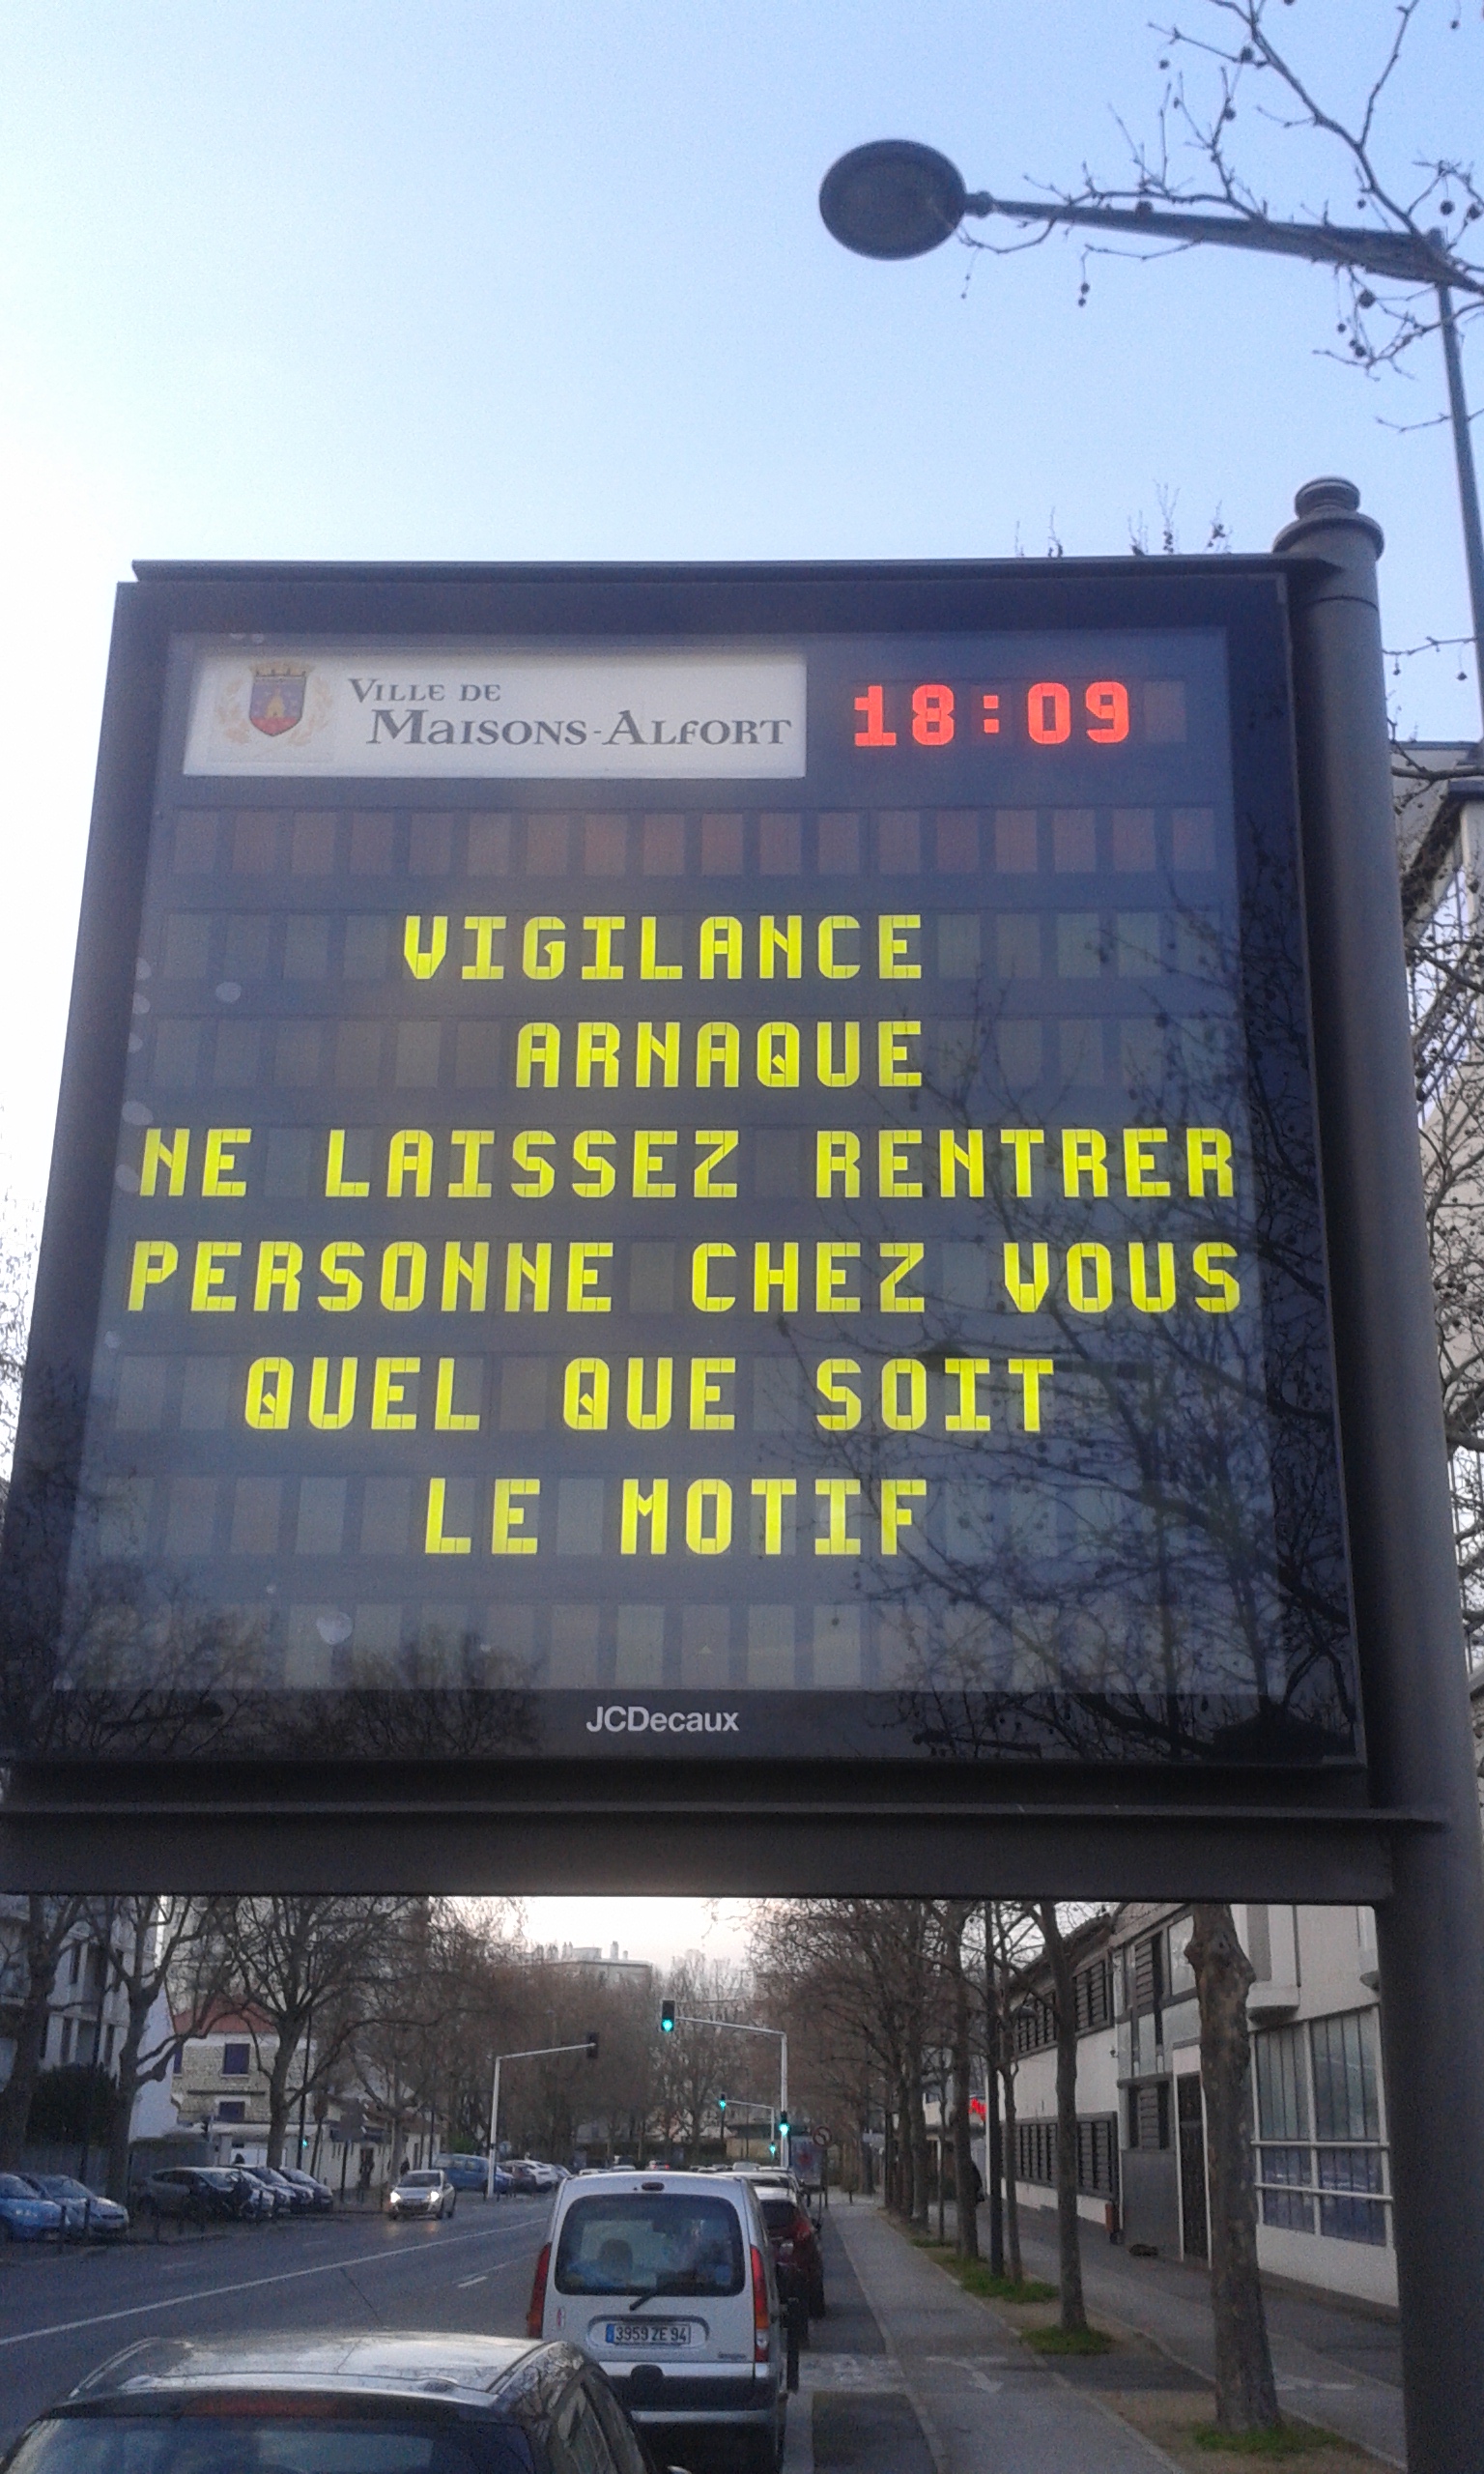 Ville de
Maisons-Alfort
18:09
VIGILANCE
ARNAQUE
NE LAISSEZ RENTRER
PERSONNE CHEZ VOUS
QUEL QUE SOIT
LE MOTIF
JCDecaux
3959 ZE 94